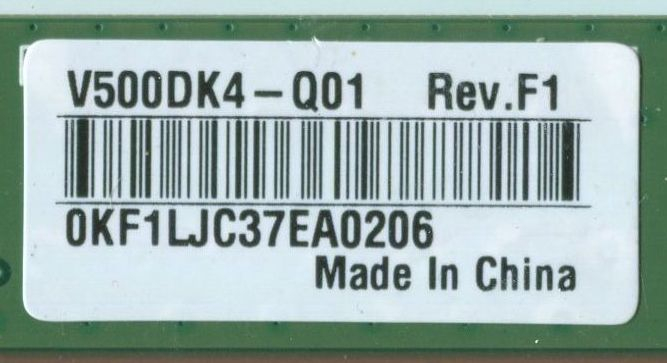 V500DK4-Q01 Rev.F1
0KF1LJC37EA0206
Made In China